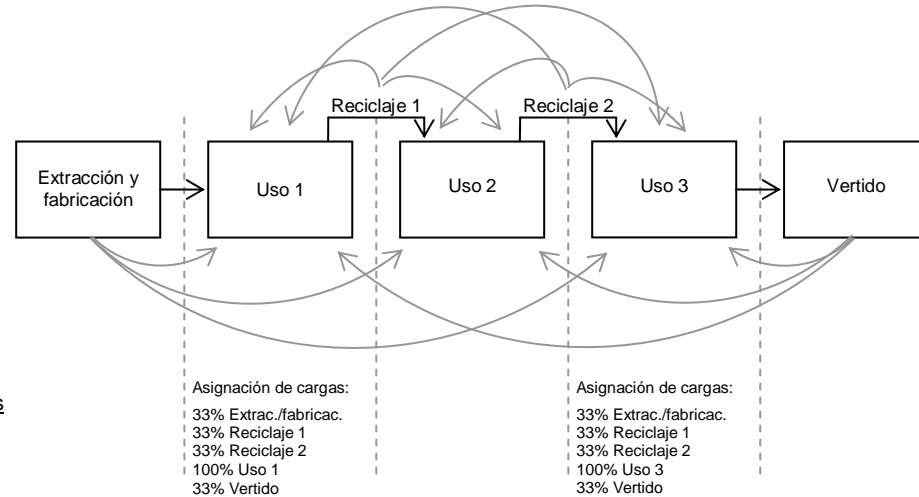 Reciclaje 1
Reciclaje 2
Extracción y
fabricación
Uso 1
Uso 2
Uso 3
Vertido
Asignación de cargas:
33% Extrac./fabricac.
33% Reciclaje 1
33% Reciclaje 2
100% Uso 1
33% Vertido
Asignación de cargas:
33% Extrac./fabricac.
33% Reciclaje 1
33% Reciclaje 2
100% Uso 3
33% Vertido
s